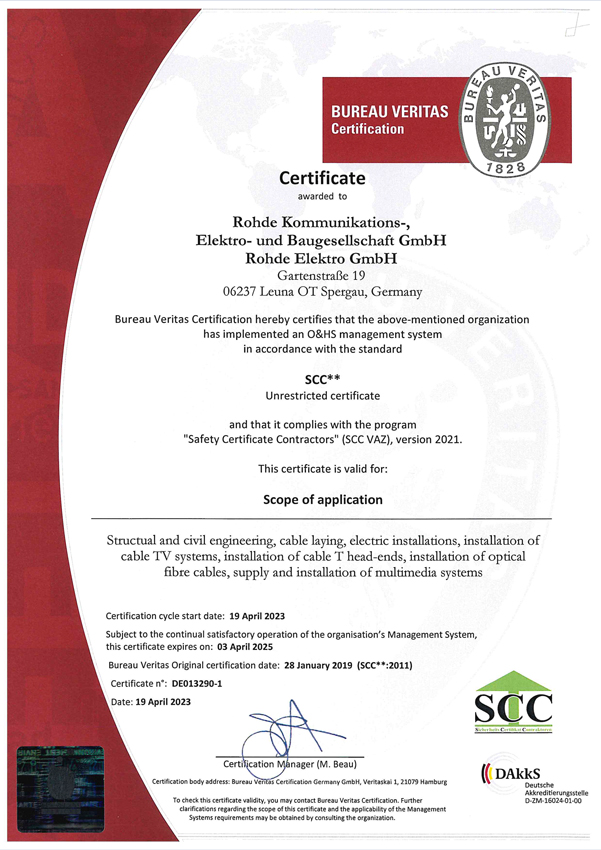 BUREAU VERITAS
Certification
BUREAU VERITAS
1828
Certificate
awarded to
Rohde Kommunikations-,
Elektro- und Baugesellschaft GmbH
Rohde Elektro GmbH
Gartenstraße 19
06237 Leuna OT Spergau, Germany
Bureau Veritas Certification hereby certifies that the above-mentioned organization
has implemented an O&HS management system
in accordance with the standard
SCC**
Unrestricted certificate
and that it complies with the program
"Safety Certificate Contractors" (SCC VAZ), version 2021.
This certificate is valid for:
Scope of application
Structual and civil engineering, cable laying, electric installations, installation of
cable TV systems, installation of cable T head-ends, installation of optical
fibre cables, supply and installation of multimedia systems
Certification cycle start date: 19 April 2023
Subject to the continual satisfactory operation of the organisation's Management System,
this certificate expires on: 03 April 2025
Bureau Veritas Original certification date: 28 January 2019 (SCC**:2011)
Certificate n°: DE013290-1
Date: 19 April 2023
SCC
Sicherheits Certifikat Contraktoren
Certification Manager (M. Beau)
Certification body address: Bureau Veritas Certification Germany GmbH, Veritaskai 1, 21079 Hamburg
To check this certificate validity, you may contact Bureau Veritas Certification. Further
clarifications regarding the scope of this certificate and the applicability of the Management
Systems requirements may be obtained by consulting the organization.
DAkkS
Deutsche
Akkreditierungsstelle
D-ZM-16024-01-00